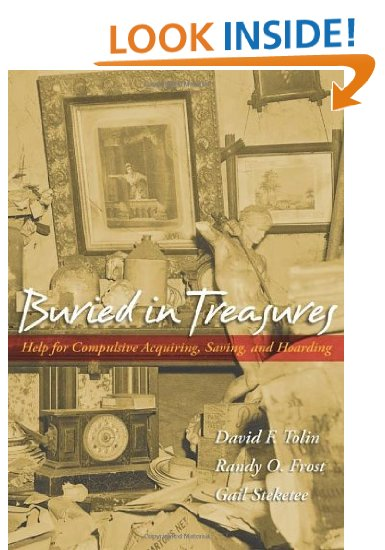 LOOK INSIDE!
Buried in Treasures
Help for Compulsive Acquiring, Saving, and Hoarding
David F. Tolin
Randy O. Frost
Gail Steketee